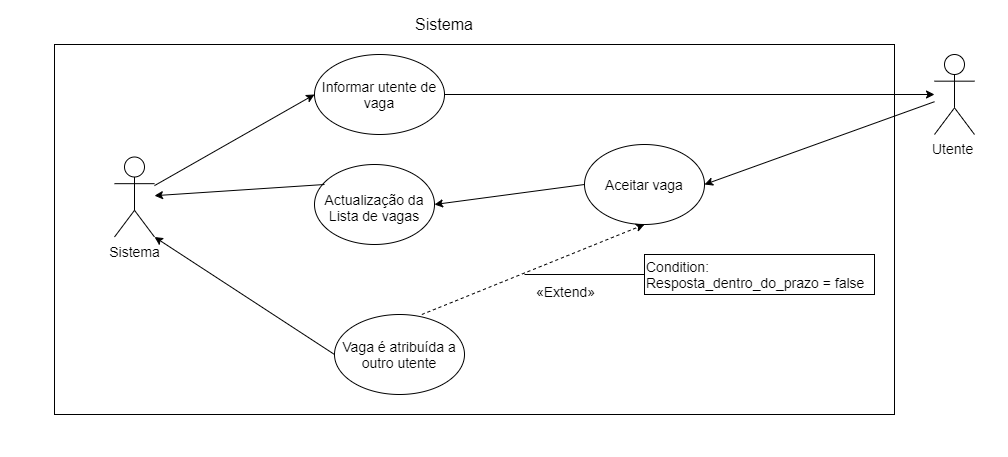 Sistema
Informar utente de
vaga
Utente
Aceitar vaga
Actualização da
Lista de vagas
Sistema
Condition:
Resposta_dentro_do_prazo = false
«Extend»
Vaga é atribuída a
outro utente